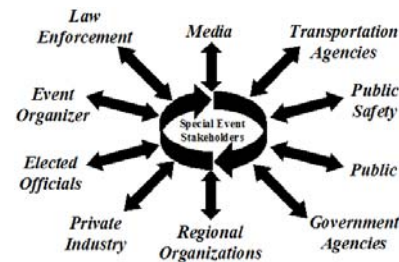 Law
Enforcement
Media
Transportation
Agencies
Event
Organizer
Public
Safety
Special Event
Stakeholders
Elected
Officials
Public
Private
Industry
Regional
Organizations
Government
Agencies